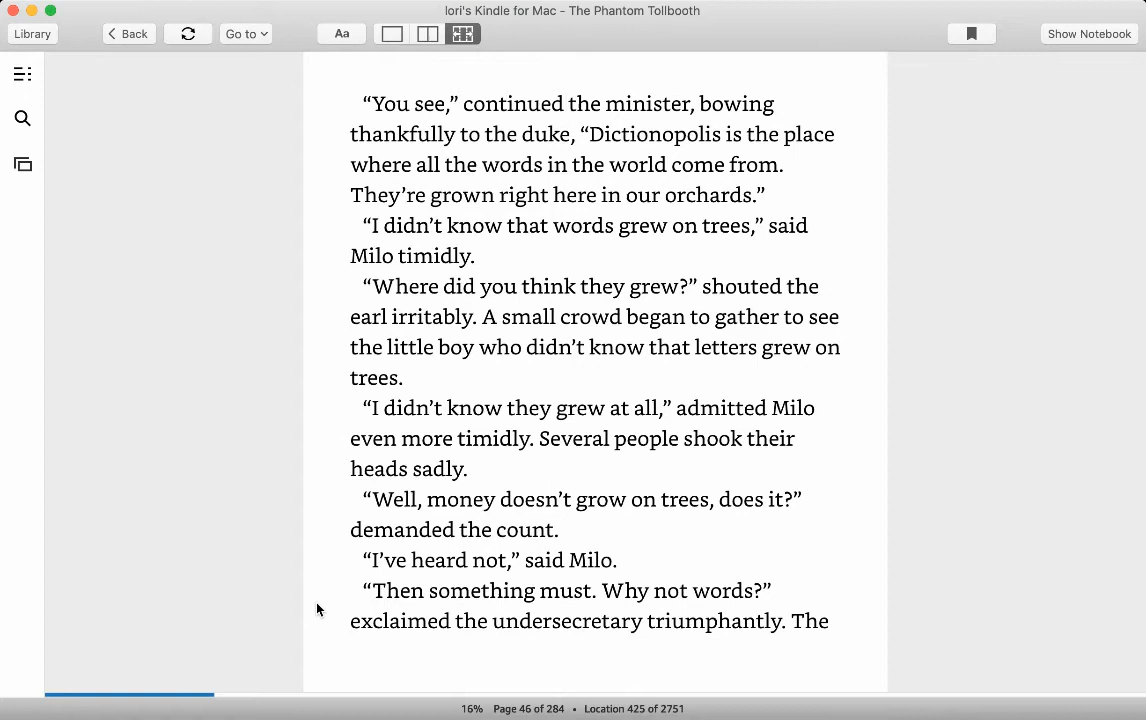 lori's Kindle for Mac - The Phantom Tollbooth
Library Back Go to Aa Show Notebook
“You see,” continued the minister, bowing
thankfully to the duke, “Dictionopolis is the place
where all the words in the world come from.
They’re grown right here in our orchards.”
“I didn’t know that words grew on trees,” said
Milo timidly.
“Where did you think they grew?” shouted the
earl irritably. A small crowd began to gather to see
the little boy who didn’t know that letters grew on
trees.
“I didn’t know they grew at all,” admitted Milo
even more timidly. Several people shook their
heads sadly.
“Well, money doesn’t grow on trees, does it?”
demanded the count.
“I’ve heard not,” said Milo.
“Then something must. Why not words?”
exclaimed the undersecretary triumphantly. The
16% Page 46 of 284 • Location 425 of 2751